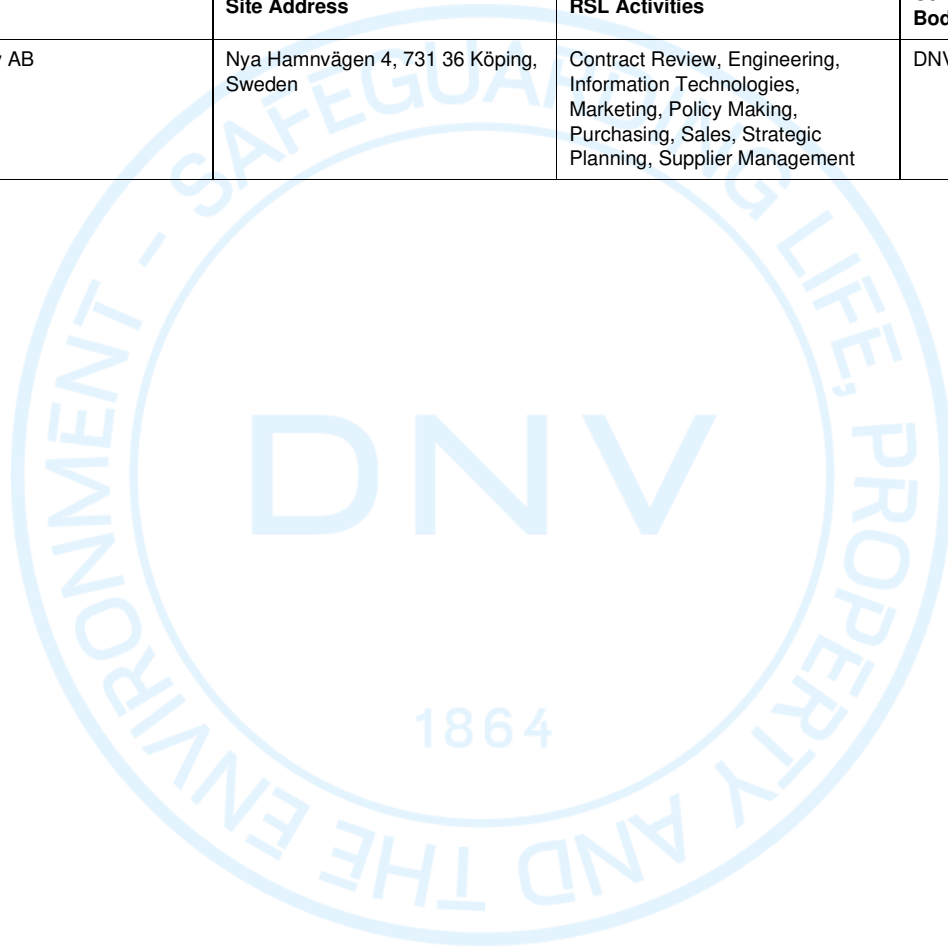 Site Address
RSL Activities
Bod
AB
Nya Hamnvägen 4, 731 36 Köping,
Sweden
Contract Review, Engineering,
Information Technologies,
Marketing, Policy Making,
Purchasing, Sales, Strategic
Planning, Supplier Management
DNV
SAFEGUARDING LIFE, PROPERTY AND THE ENVIRONMENT -
DNV
1864